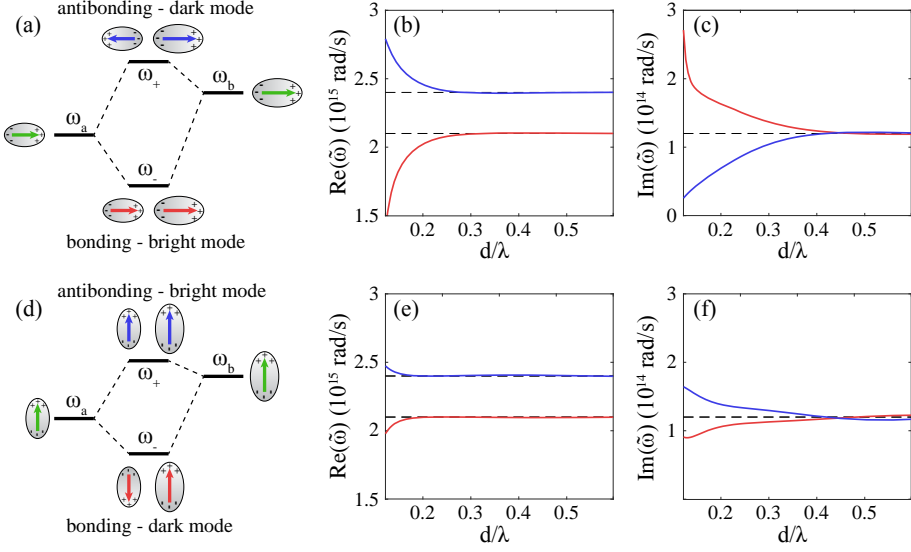 (a)
antibonding - dark mode
ω+
ωb
ωa
ω-
bonding - bright mode
(b)
Re(ω̃) (10^15 rad/s)
3
2.5
2
1.5
0.2 0.3 0.4 0.5
d/λ
(c)
Im(ω̃) (10^14 rad/s)
3
2
1
0
0.2 0.3 0.4 0.5
d/λ
(d)
antibonding - bright mode
ω+
ωb
ωa
ω-
bonding - dark mode
(e)
Re(ω̃) (10^15 rad/s)
3
2.5
2
1.5
0.2 0.3 0.4 0.5
d/λ
(f)
Im(ω̃) (10^14 rad/s)
3
2
1
0.2 0.3 0.4 0.5
d/λ